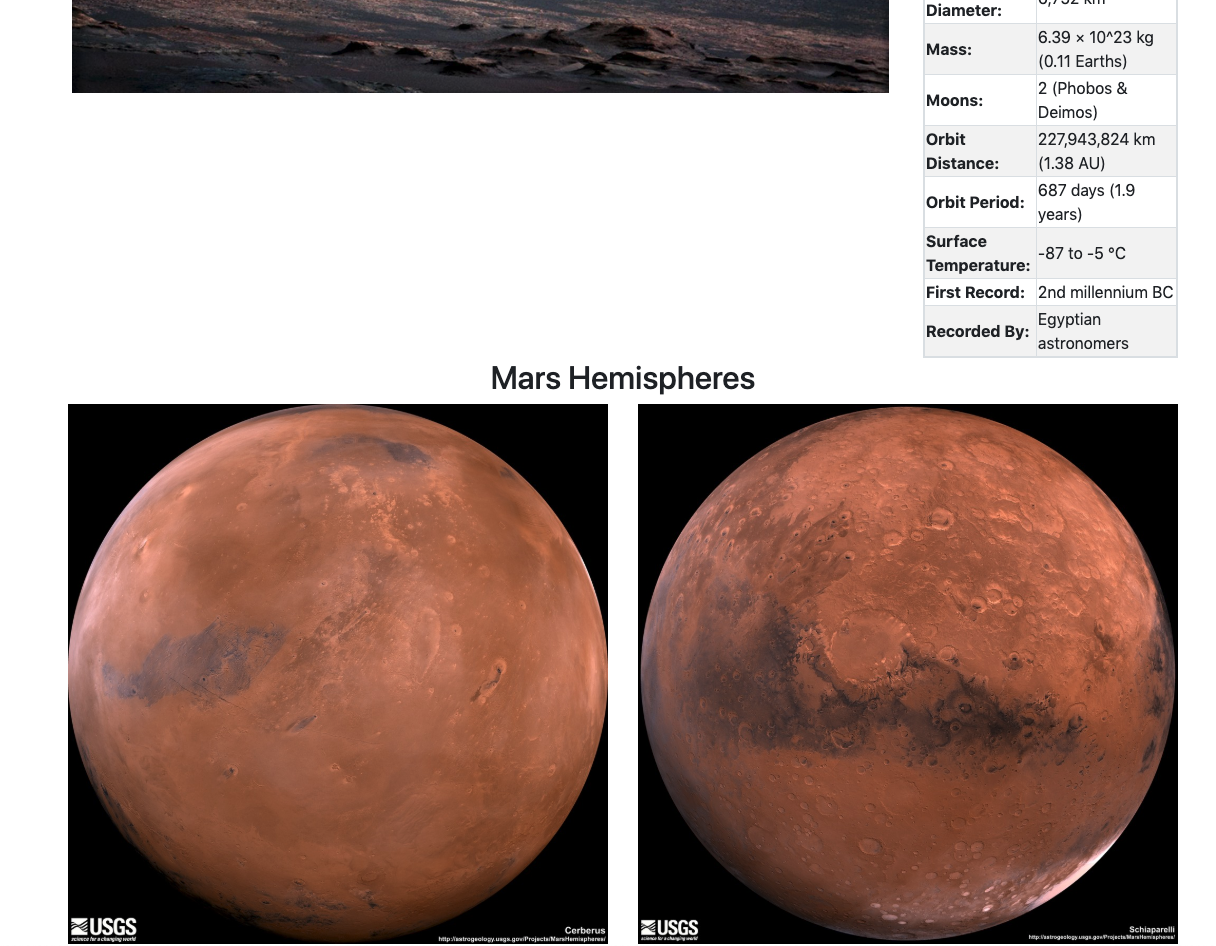 Diameter:
6,752 km
Mass:
6.39 × 10^23 kg
(0.11 Earths)
Moons:
2 (Phobos &
Deimos)
Orbit
Distance:
227,943,824 km
(1.38 AU)
Orbit Period:
687 days (1.9
years)
Surface
Temperature:
-87 to -5 °C
First Record:
2nd millennium BC
Recorded By:
Egyptian
astronomers
Mars Hemispheres
USGS
science for a changing world
Cerberus
http://astrogeology.usgs.gov/Projects/MarsHemispheres/
USGS
science for a changing world
Schiaparelli
http://astrogeology.usgs.gov/Projects/MarsHemispheres/